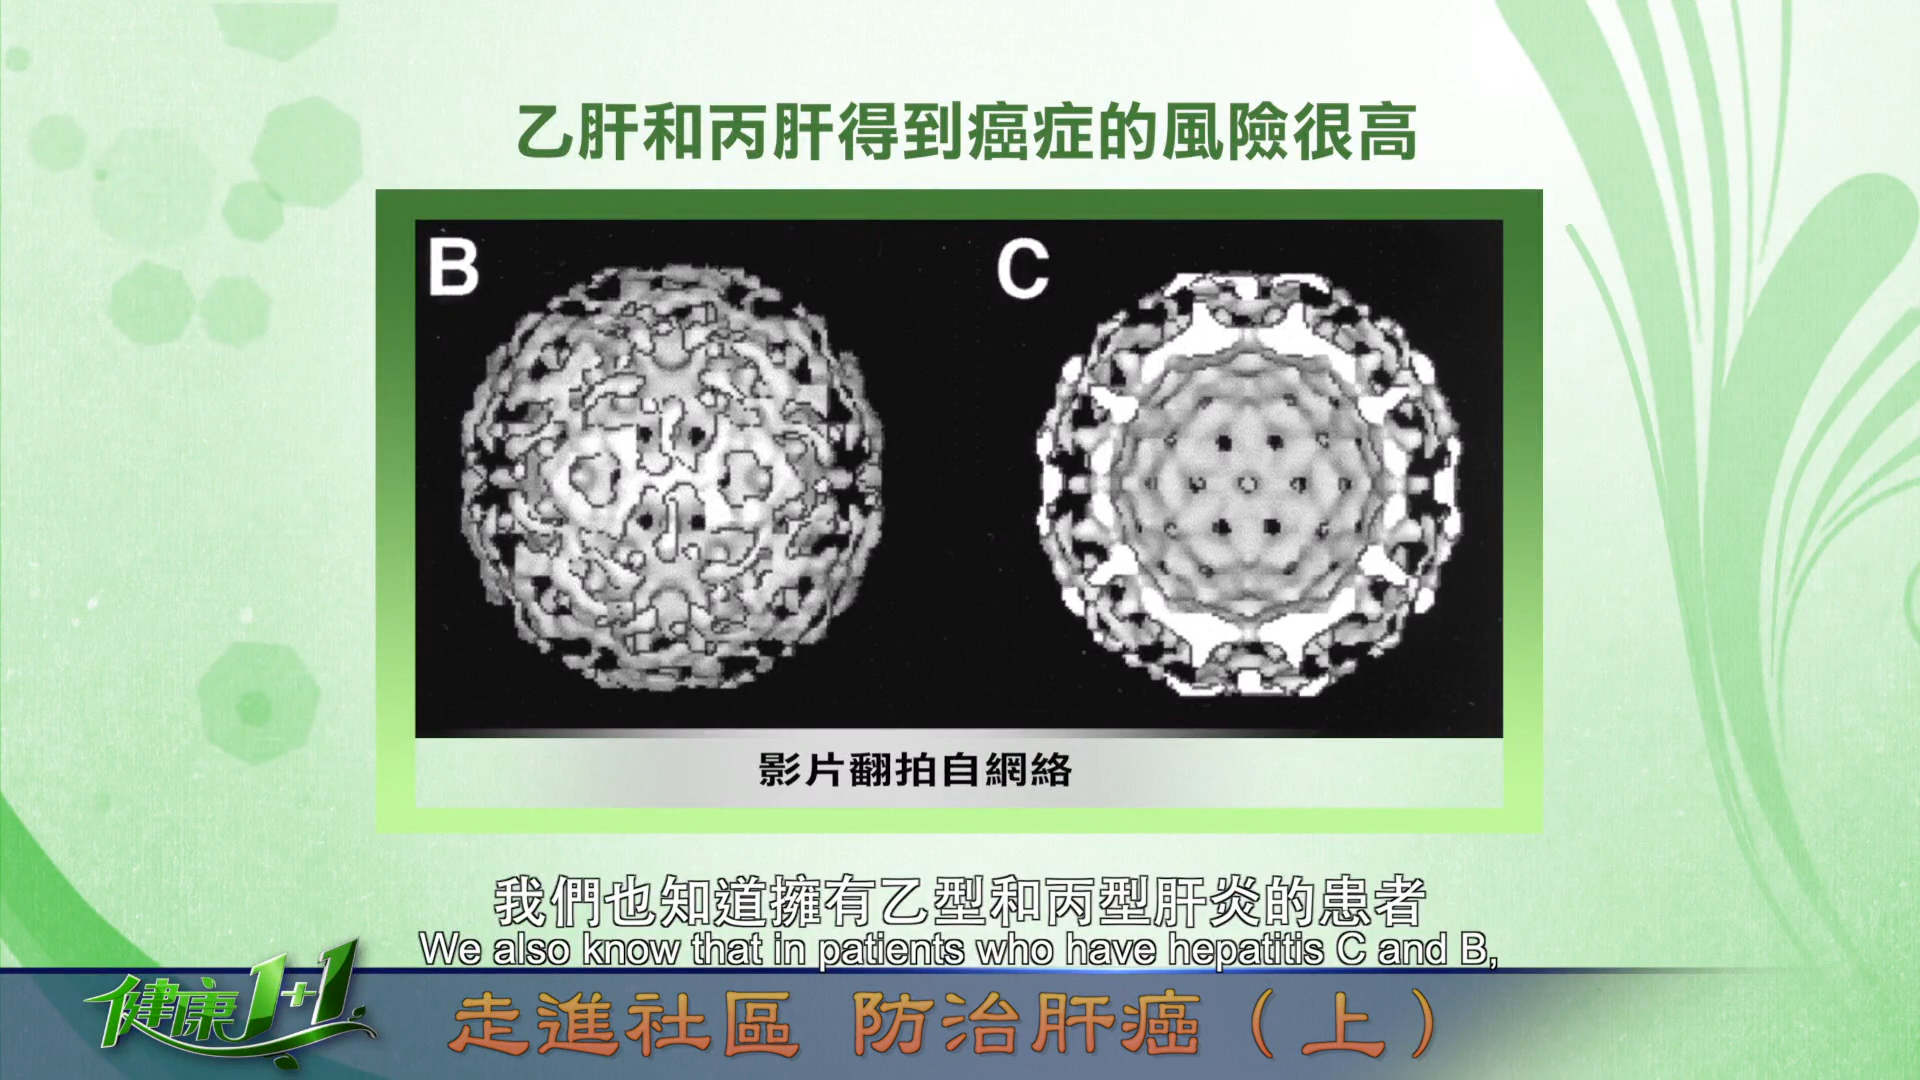 乙肝和丙肝得到癌症的風險很高
B
C
影片翻拍自網絡
我們也知道擁有乙型和丙型肝炎的患者
We also know that in patients who have hepatitis C and B,
健康1+1
走進社區 防治肝癌（上）